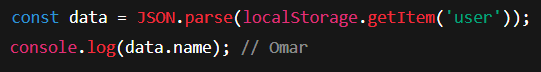 const data = JSON.parse(localStorage.getItem('user'));
console.log(data.name); // Omar